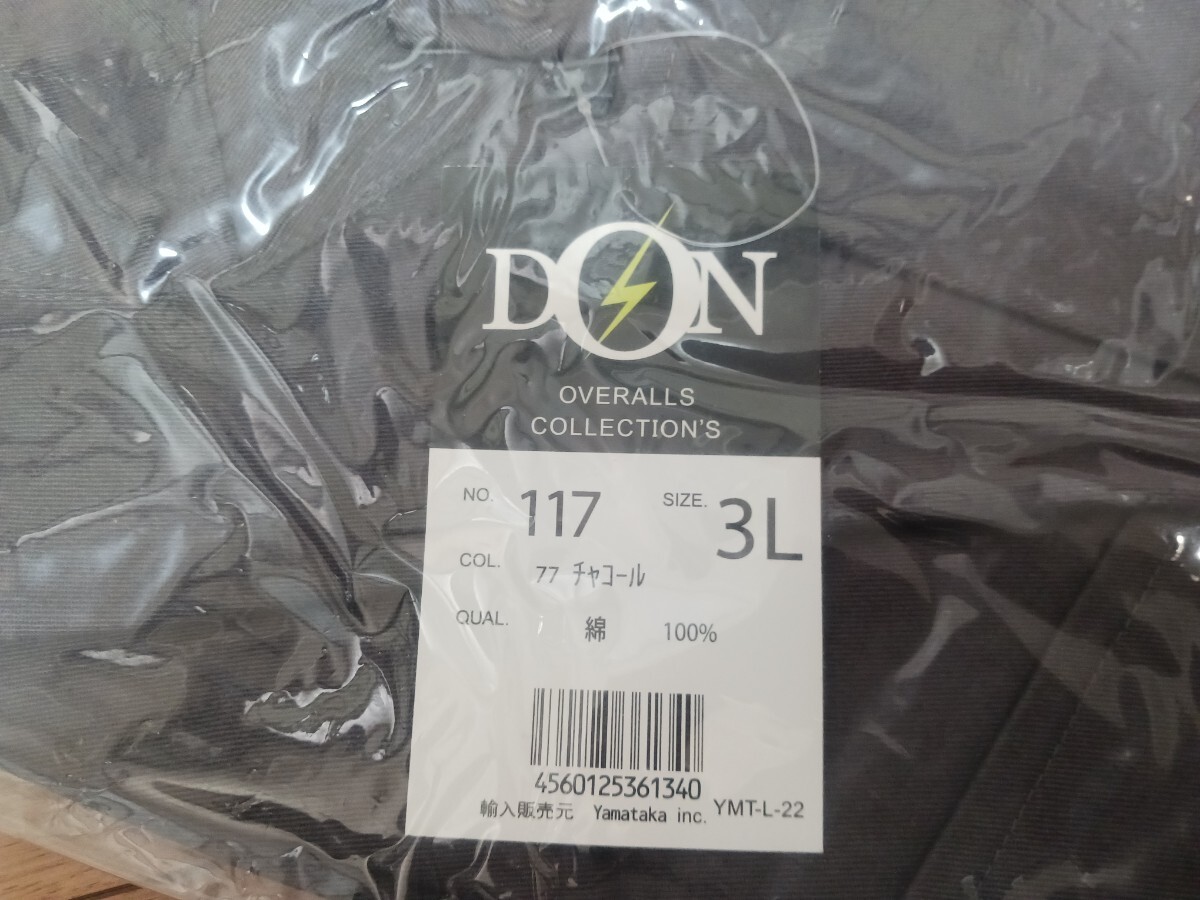 DON
OVERALLS
COLLECTION'S
NO. 117 SIZE. 3L
COL. 77 ﾁｬｺｰﾙ
QUAL. 綿 100%
4560125361340
輸入販売元 Yamataka inc. YMT-L-22